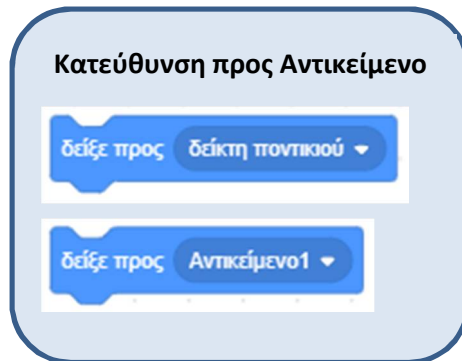 Κατεύθυνση προς Αντικείμενο
δείξε προς δείκτη ποντικιού
δείξε προς Αντικείμενο1